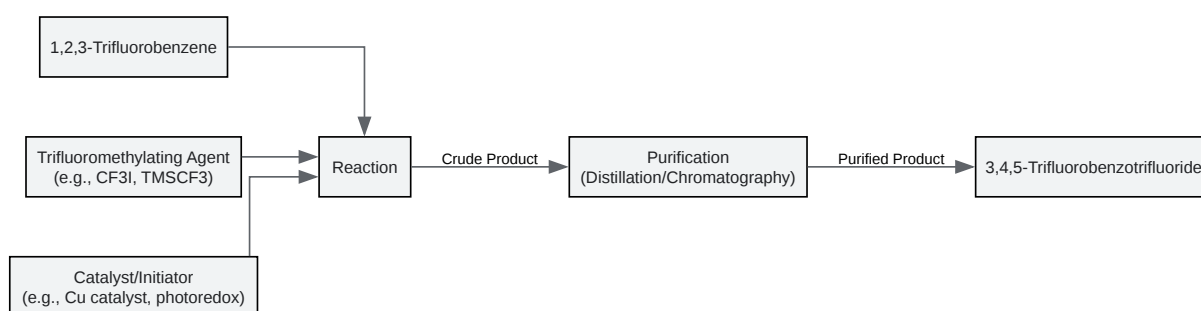 1,2,3-Trifluorobenzene
Trifluoromethylating Agent
(e.g., CF3I, TMSCF3)
Reaction
Crude Product
Purification
(Distillation/Chromatography)
Purified Product
3,4,5-Trifluorobenzotrifluoride
Catalyst/Initiator
(e.g., Cu catalyst, photoredox)